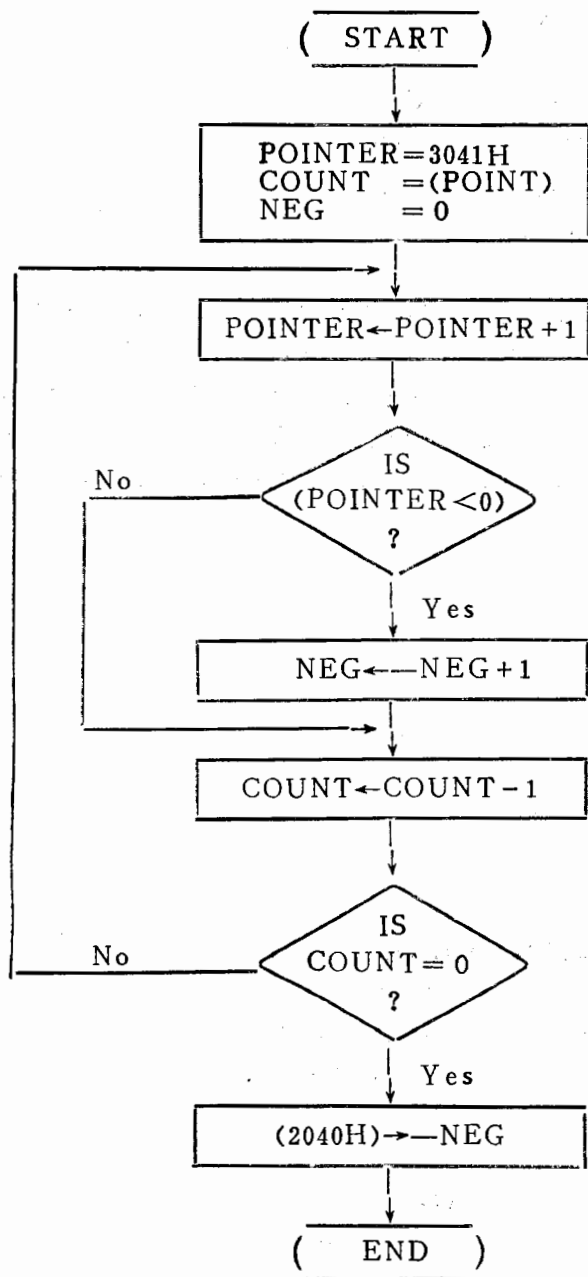 ( START )
POINTER=3041H
COUNT =(POINT)
NEG = 0
POINTER←POINTER+1
IS
(POINTER<0)
?
No
Yes
NEG←—NEG+1
COUNT←COUNT-1
IS
COUNT=0
?
No
Yes
(2040H)→—NEG
( END )